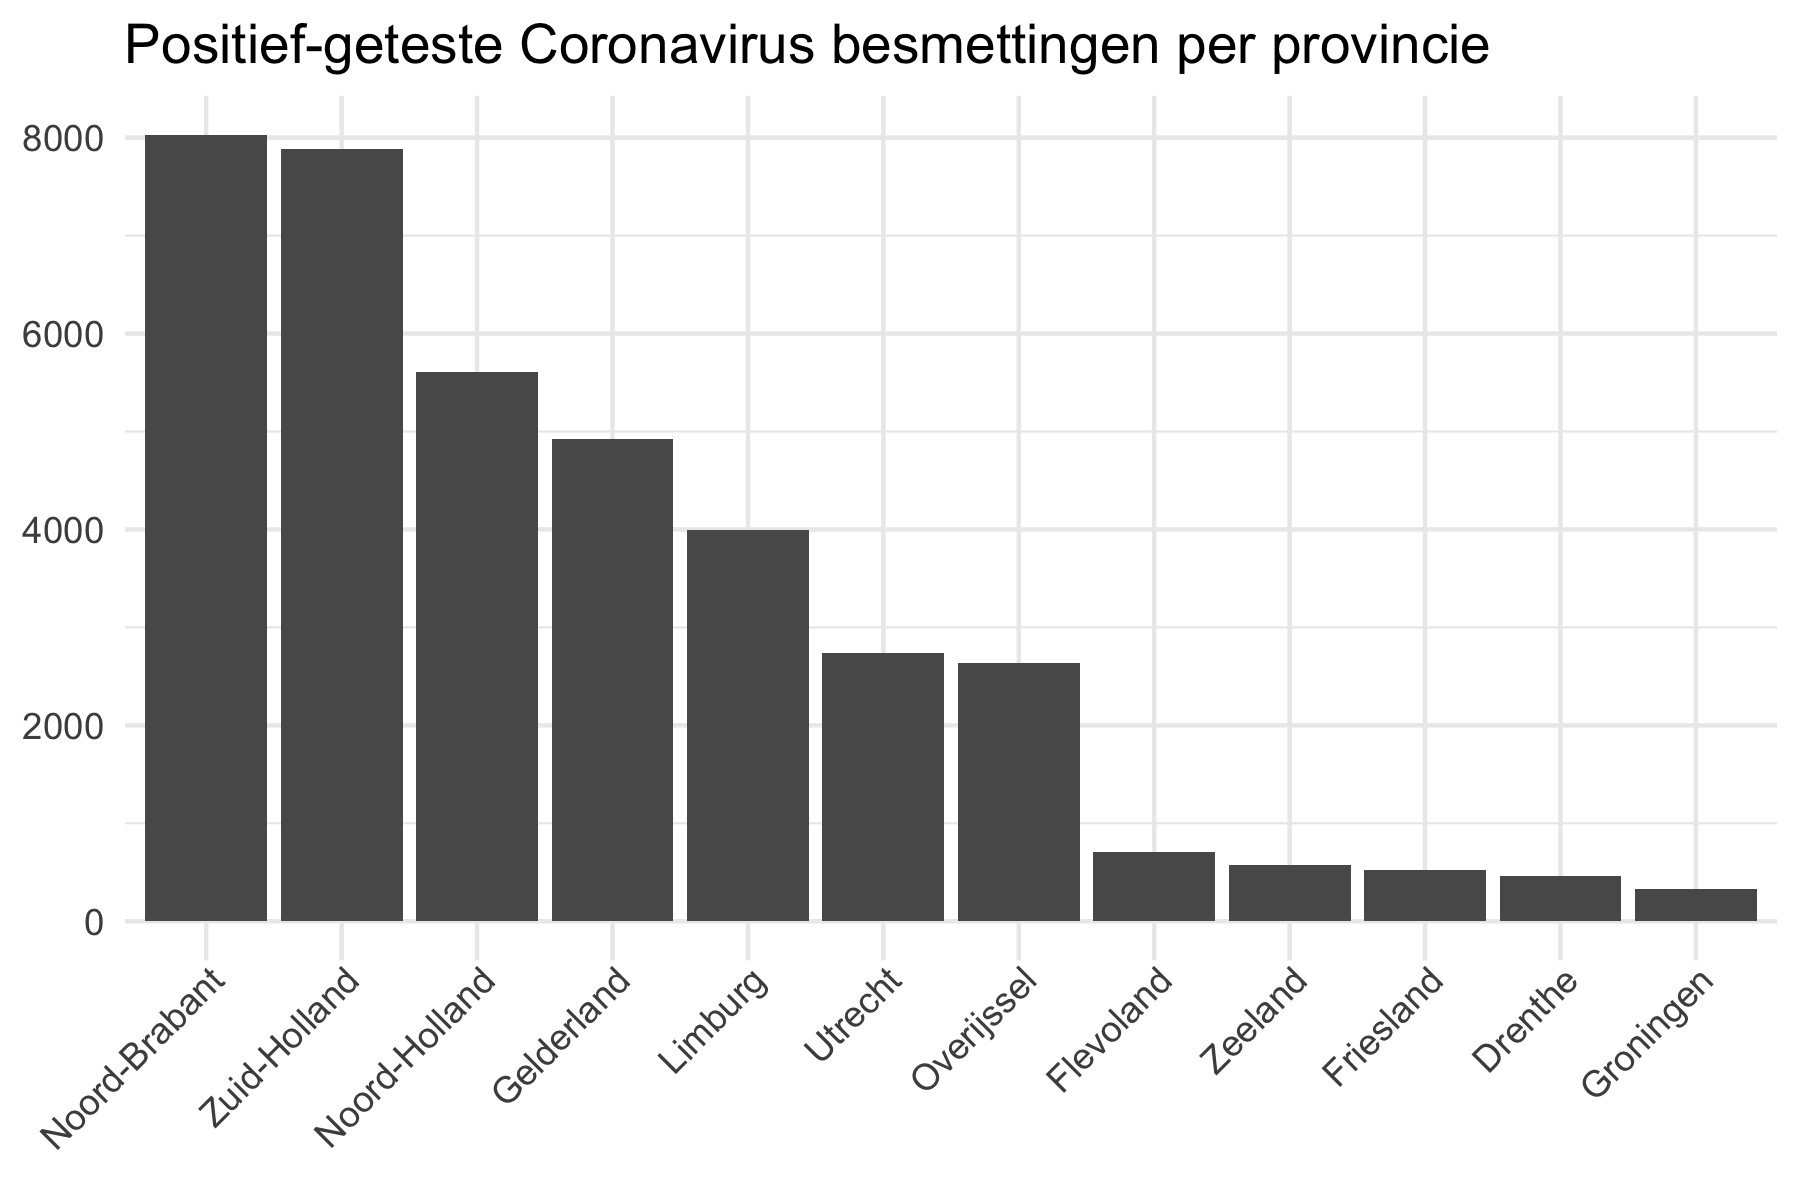 Positief-geteste Coronavirus besmettingen per provincie
8000
6000
4000
2000
0
Noord-Brabant
Zuid-Holland
Noord-Holland
Gelderland
Limburg
Utrecht
Overijssel
Flevoland
Zeeland
Friesland
Drenthe
Groningen